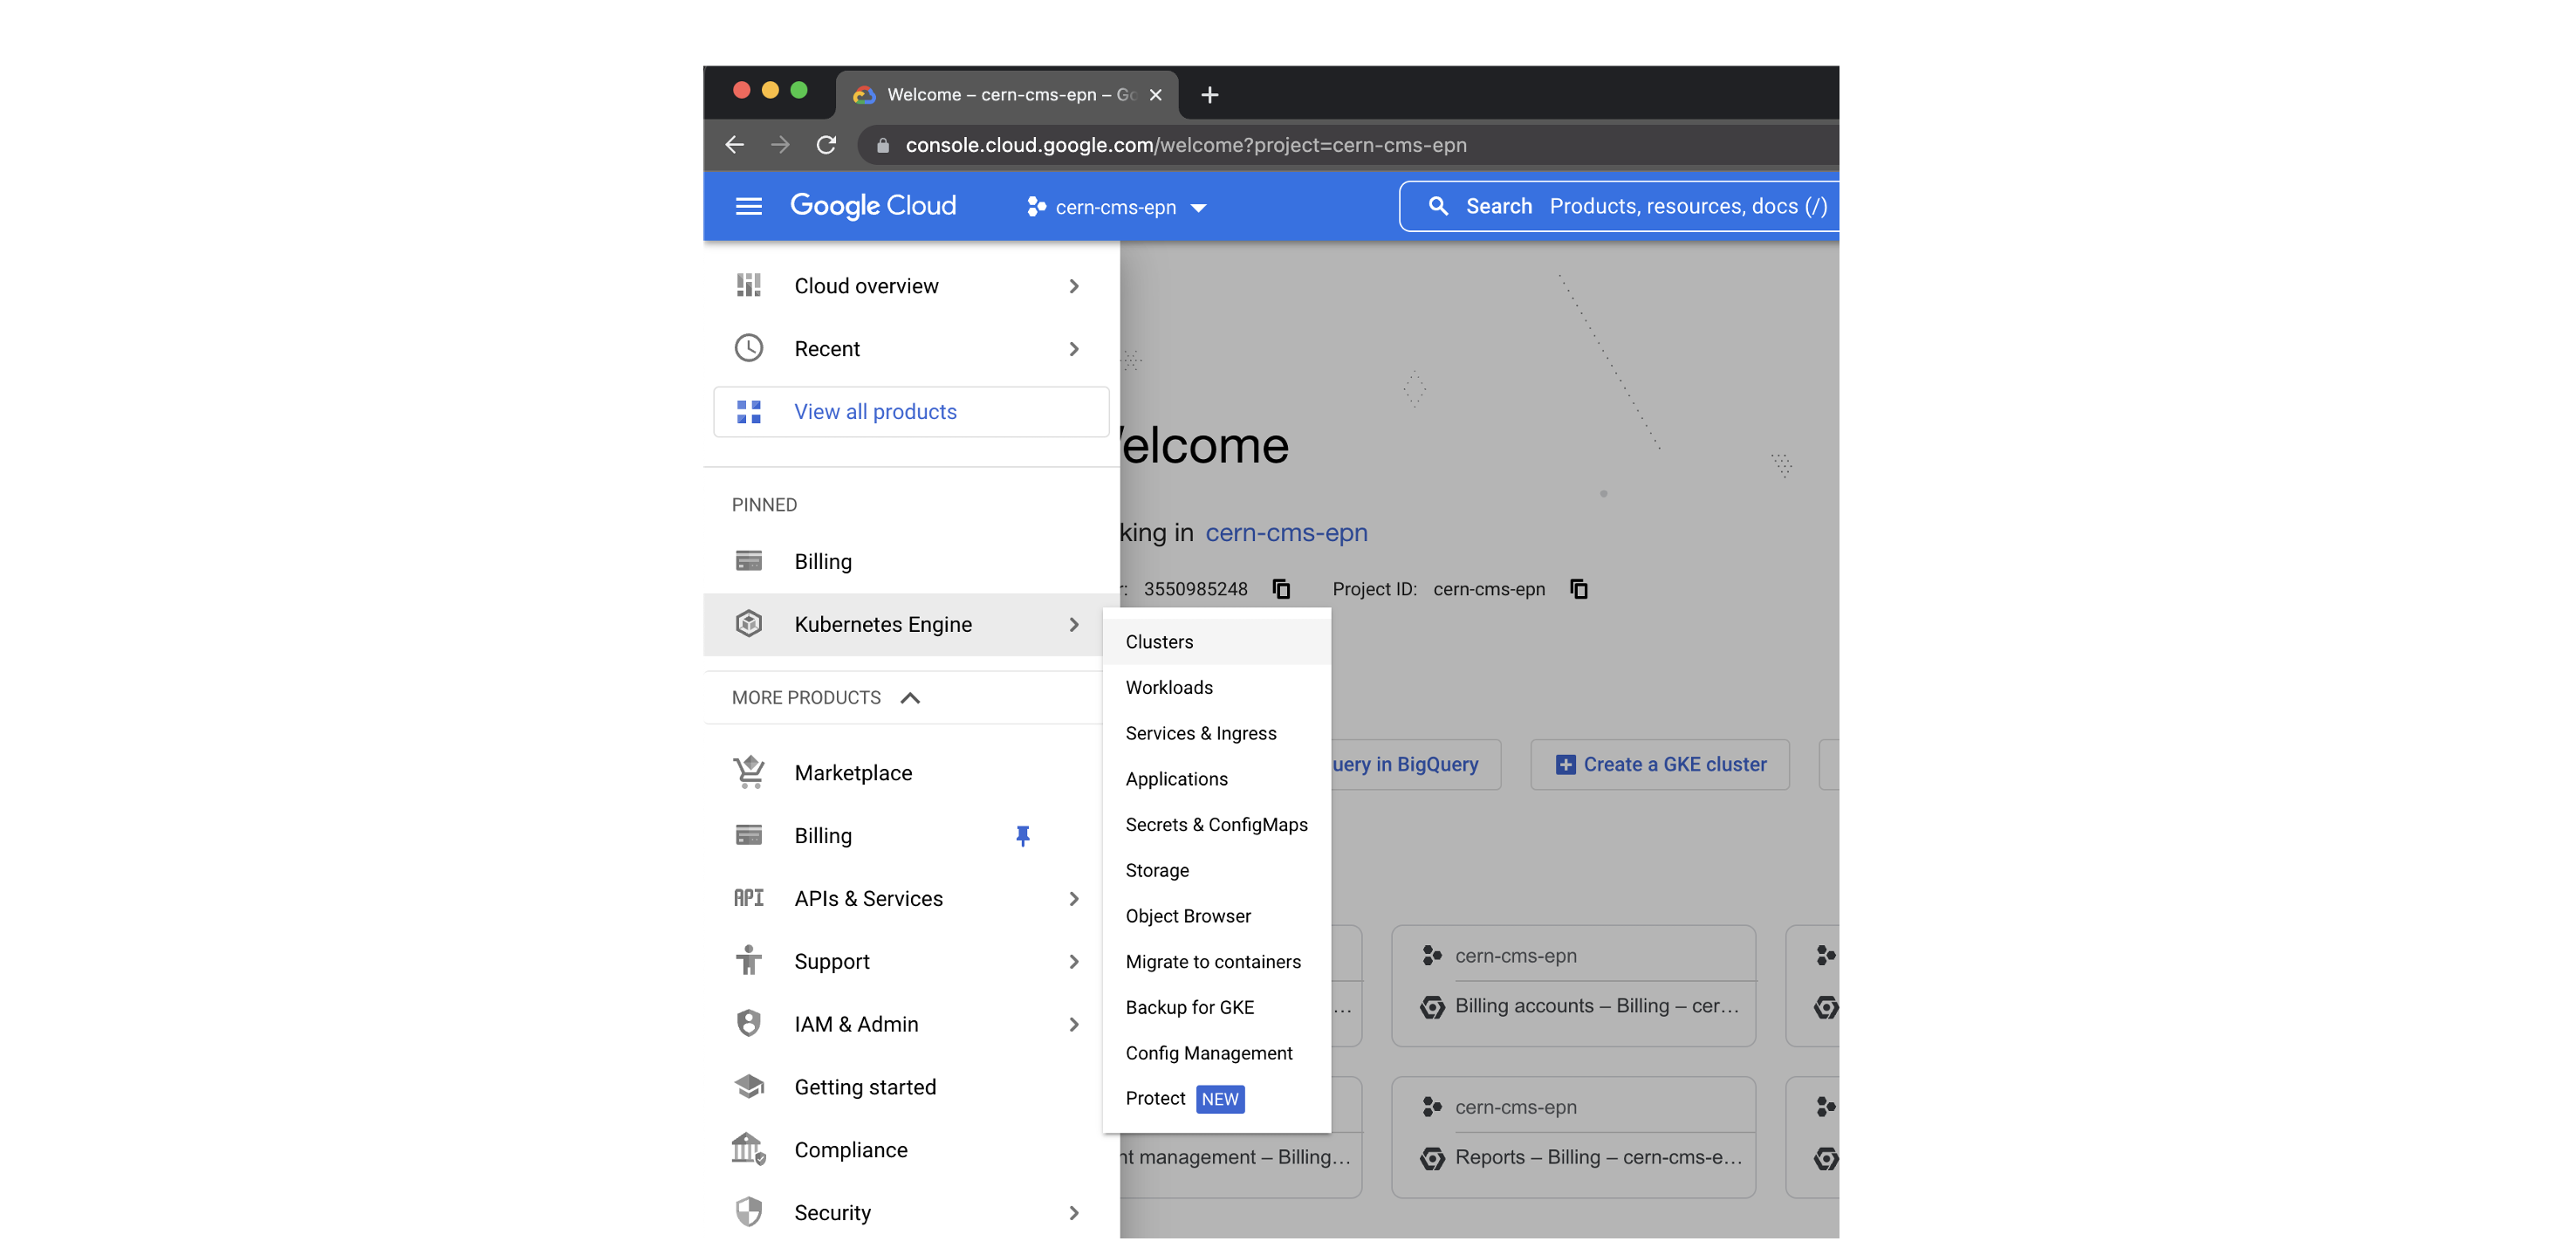 Welcome – cern-cms-epn – Go
console.cloud.google.com/welcome?project=cern-cms-epn
Google Cloud
cern-cms-epn
Search Products, resources, docs (/)
Cloud overview
Recent
View all products
PINNED
Billing
Kubernetes Engine
MORE PRODUCTS
Marketplace
Billing
API APIs & Services
Support
IAM & Admin
Getting started
Compliance
Security
Clusters
Workloads
Services & Ingress
Applications
Secrets & ConfigMaps
Storage
Object Browser
Migrate to containers
Backup for GKE
Config Management
Protect NEW
elcome
king in cern-cms-epn
r: 3550985248 Project ID: cern-cms-epn
uery in BigQuery
Create a GKE cluster
...
cern-cms-epn
Billing accounts – Billing – cer...
nt management – Billing...
cern-cms-epn
Reports – Billing – cern-cms-e...